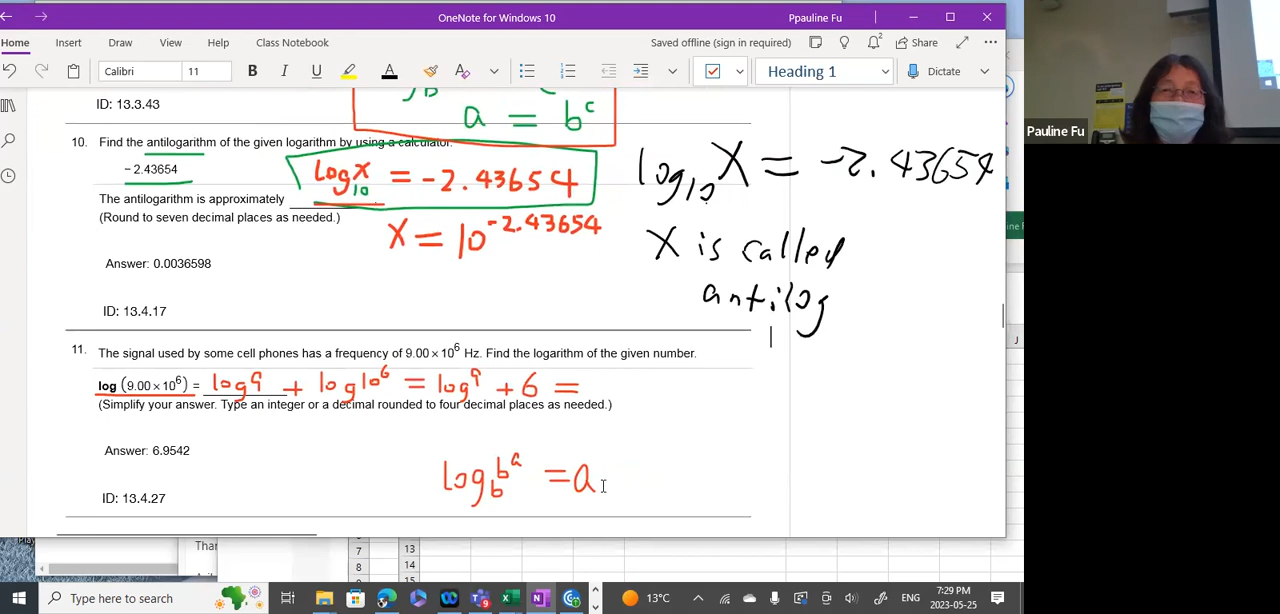 OneNote for Windows 10
Ppauline Fu
Home Insert Draw View Help Class Notebook
Saved offline (sign in required)
2
Share
Calibri 11 B I U A
Heading 1
Dictate
ID: 13.3.43
a = b^c
10. Find the antilogarithm of the given logarithm by using a calculator.
− 2.43654
log₁₀ x = -2.43654
The antilogarithm is approximately
(Round to seven decimal places as needed.)
x = 10^-2.43654
Answer: 0.0036598
ID: 13.4.17
log₁₀ X = -2.43654
X is called
antilog
11. The signal used by some cell phones has a frequency of 9.00 × 10⁶ Hz. Find the logarithm of the given number.
log (9.00 × 10⁶) = log 9 + log 10⁶ = log 9 + 6 =
(Simplify your answer. Type an integer or a decimal rounded to four decimal places as needed.)
Answer: 6.9542
log_b b^a = a
ID: 13.4.27
Pauline Fu
J
7
8
13
14
15
Type here to search
13°C
ENG
7:29 PM
2023-05-25